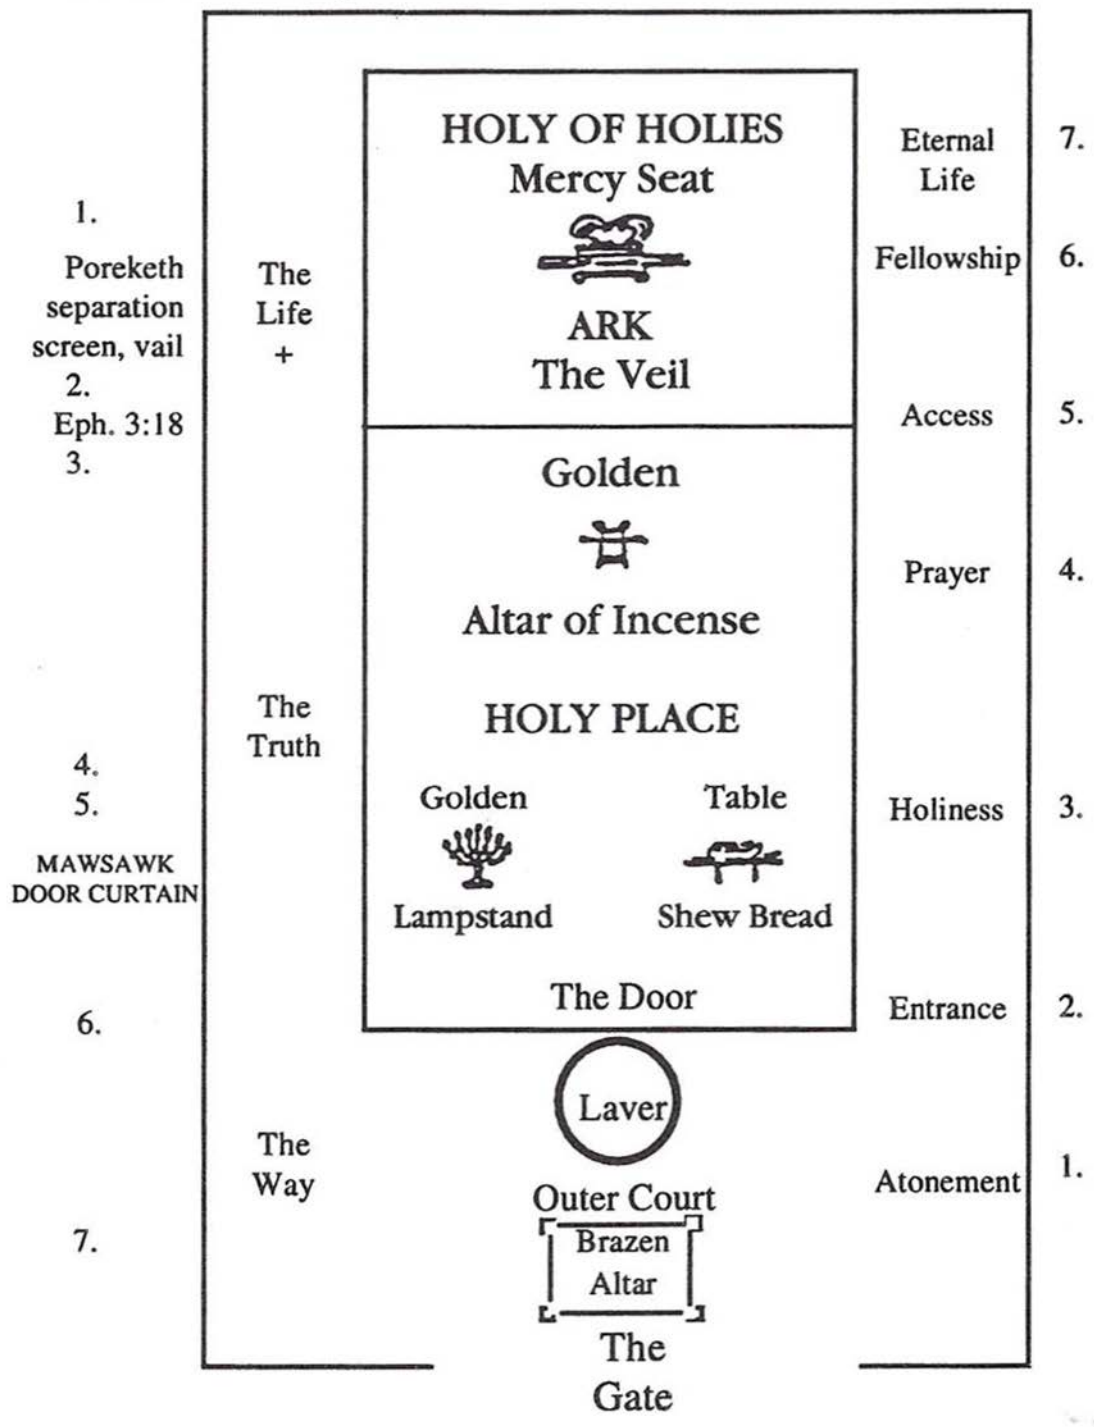 HOLY OF HOLIES
Mercy Seat
ARK
The Veil
Golden
Altar of Incense
HOLY PLACE
Golden
Lampstand
Table
Shew Bread
The Door
Laver
Outer Court
Brazen
Altar
The
Gate
1.
Poreketh
separation
screen, vail
2.
Eph. 3:18
3.
4.
5.
MAWSAWK
DOOR CURTAIN
6.
7.
The
Life
+
The
Truth
The
Way
Eternal
Life
7.
Fellowship
6.
Access
5.
Prayer
4.
Holiness
3.
Entrance
2.
Atonement
1.